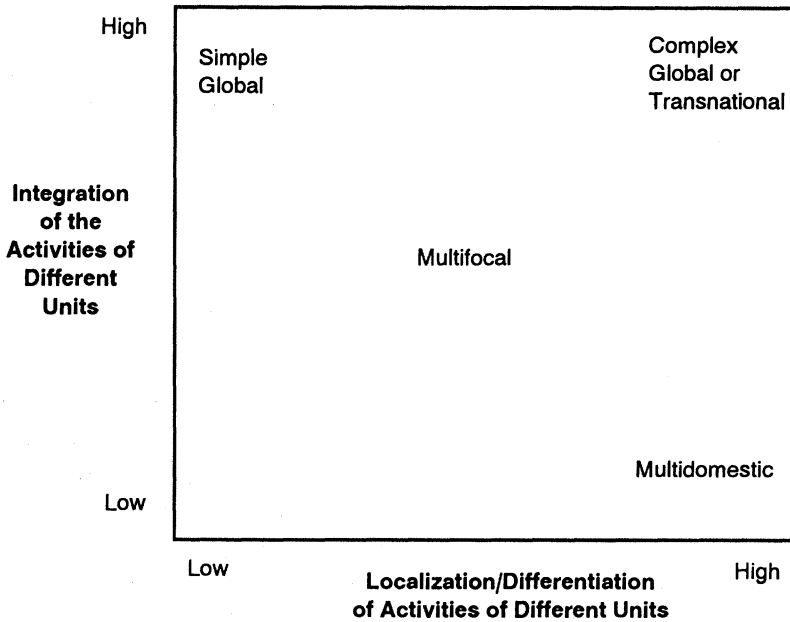 High
Simple
Global
Complex
Global or
Transnational
Integration
of the
Activities of
Different
Units
Multifocal
Multidomestic
Low
Low
High
Localization/Differentiation
of Activities of Different Units